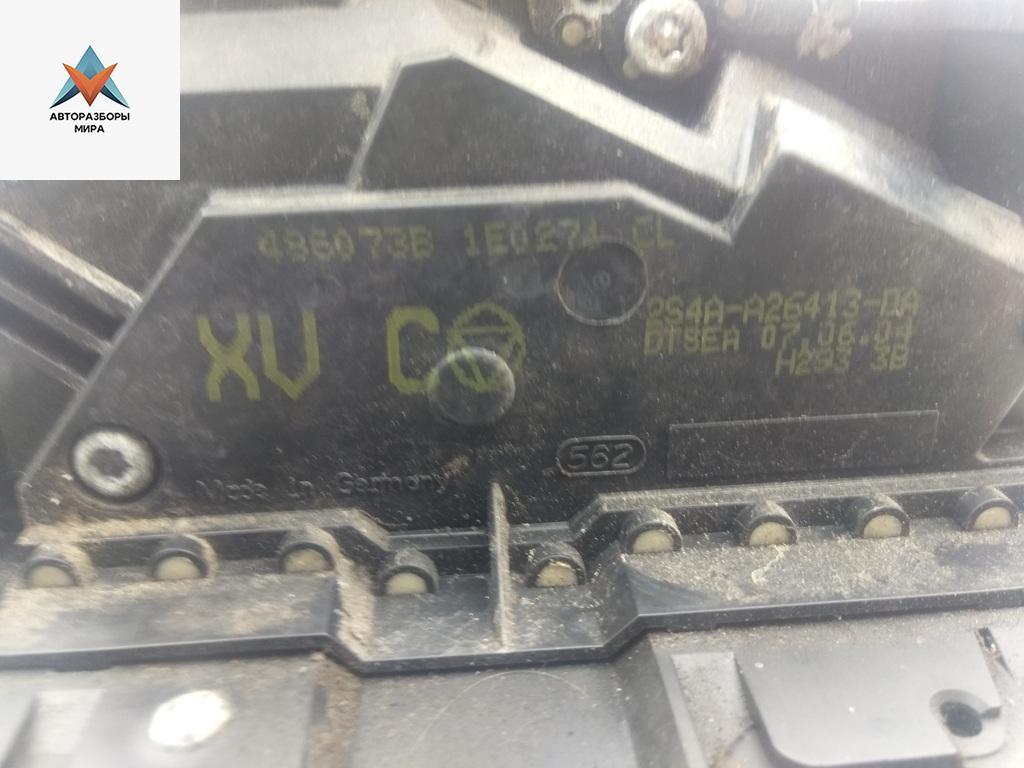 АВТОРАЗБОРЫ
МИРА
486073B 1E0274 CL
XV C
2S4A-A26413-DA
DTSEA 07.06.04
H293 3B
562
Made in Germany